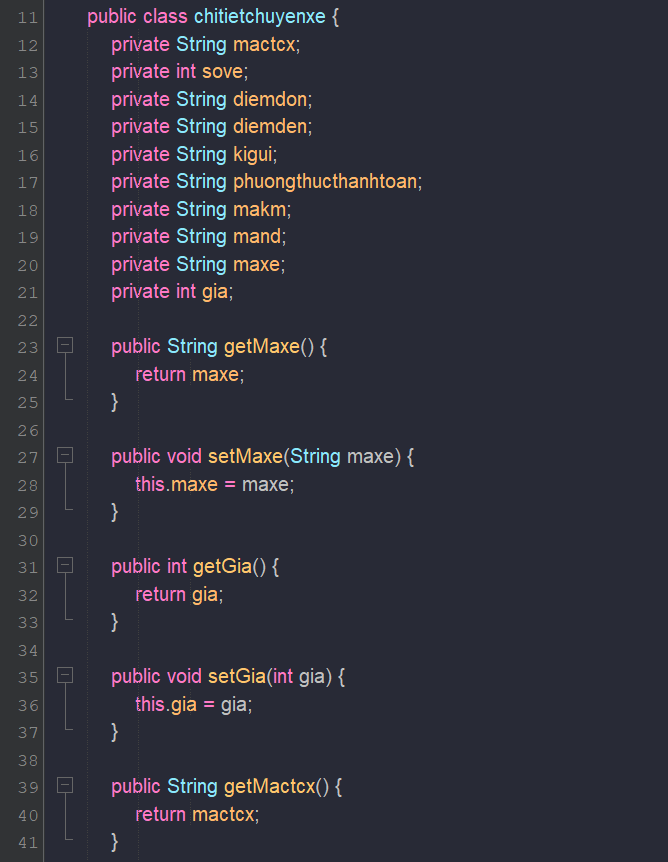 11 public class chitietchuyenxe {
12 private String mactcx;
13 private int sove;
14 private String diemdon;
15 private String diemden;
16 private String kigui;
17 private String phuongthucthanhtoan;
18 private String makm;
19 private String mand;
20 private String maxe;
21 private int gia;
22
23 public String getMaxe() {
24 return maxe;
25 }
26
27 public void setMaxe(String maxe) {
28 this.maxe = maxe;
29 }
30
31 public int getGia() {
32 return gia;
33 }
34
35 public void setGia(int gia) {
36 this.gia = gia;
37 }
38
39 public String getMactcx() {
40 return mactcx;
41 }